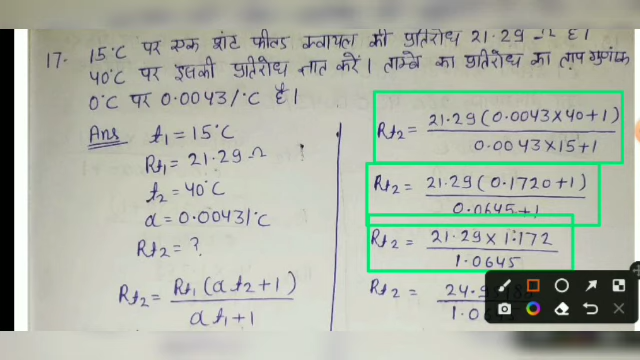 17. 15°C पर एक शंट फील्ड क्वायल की प्रतिरोध 21.29 Ω है।
40°C पर इसकी प्रतिरोध ज्ञात करें। ताम्बे का प्रतिरोध का ताप गुणांक
0°C पर 0.0043/°C है।
Ans t₁ = 15°C
Rt₁ = 21.29 Ω
t₂ = 40°C
α = 0.0043/°C
Rt₂ = ?
Rt₂ = Rt₁ (α t₂ + 1) / α t₁ + 1
Rt₂ = 21.29 (0.0043 × 40 + 1) / 0.0043 × 15 + 1
Rt₂ = 21.29 (0.1720 + 1) / 0.0645 + 1
Rt₂ = 21.29 × 1.172 / 1.0645
Rt₂ =